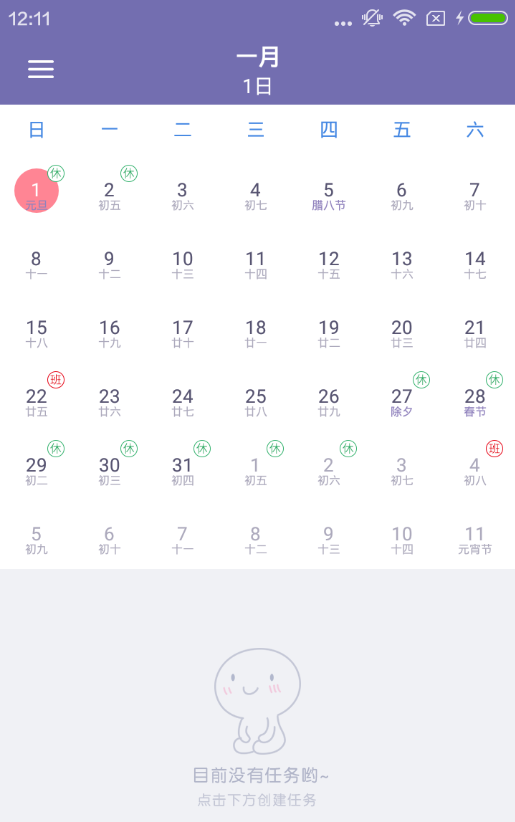 12:11
一月
1日
日 一 二 三 四 五 六
休 休
1 2 3 4 5 6 7
元旦 初五 初六 初七 腊八节 初九 初十
8 9 10 11 12 13 14
十一 十二 十三 十四 十五 十六 十七
15 16 17 18 19 20 21
十八 十九 廿十 廿一 廿二 廿三 廿四
班 休 休
22 23 24 25 26 27 28
廿五 廿六 廿七 廿八 廿九 除夕 春节
休 休 休 休 休 班
29 30 31 1 2 3 4
初二 初三 初四 初五 初六 初七 初八
5 6 7 8 9 10 11
初九 初十 十一 十二 十三 十四 元宵节
目前没有任务哟~
点击下方创建任务